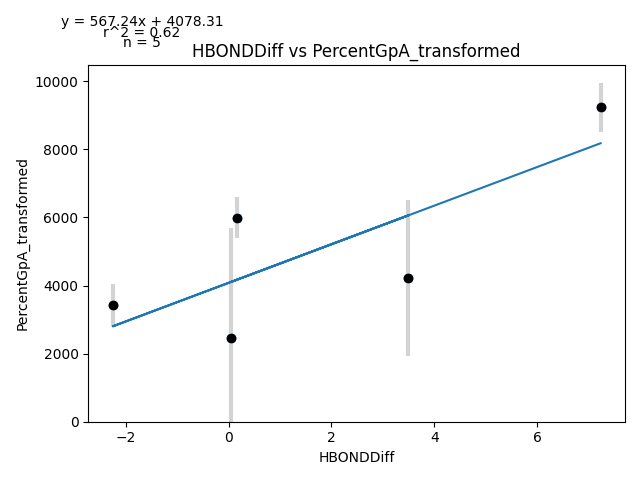 y = 567.24x + 4078.31
r^2 = 0.62
n = 5
HBONDDiff vs PercentGpA_transformed
PercentGpA_transformed
10000
8000
6000
4000
2000
0
−2
0
2
4
6
HBONDDiff